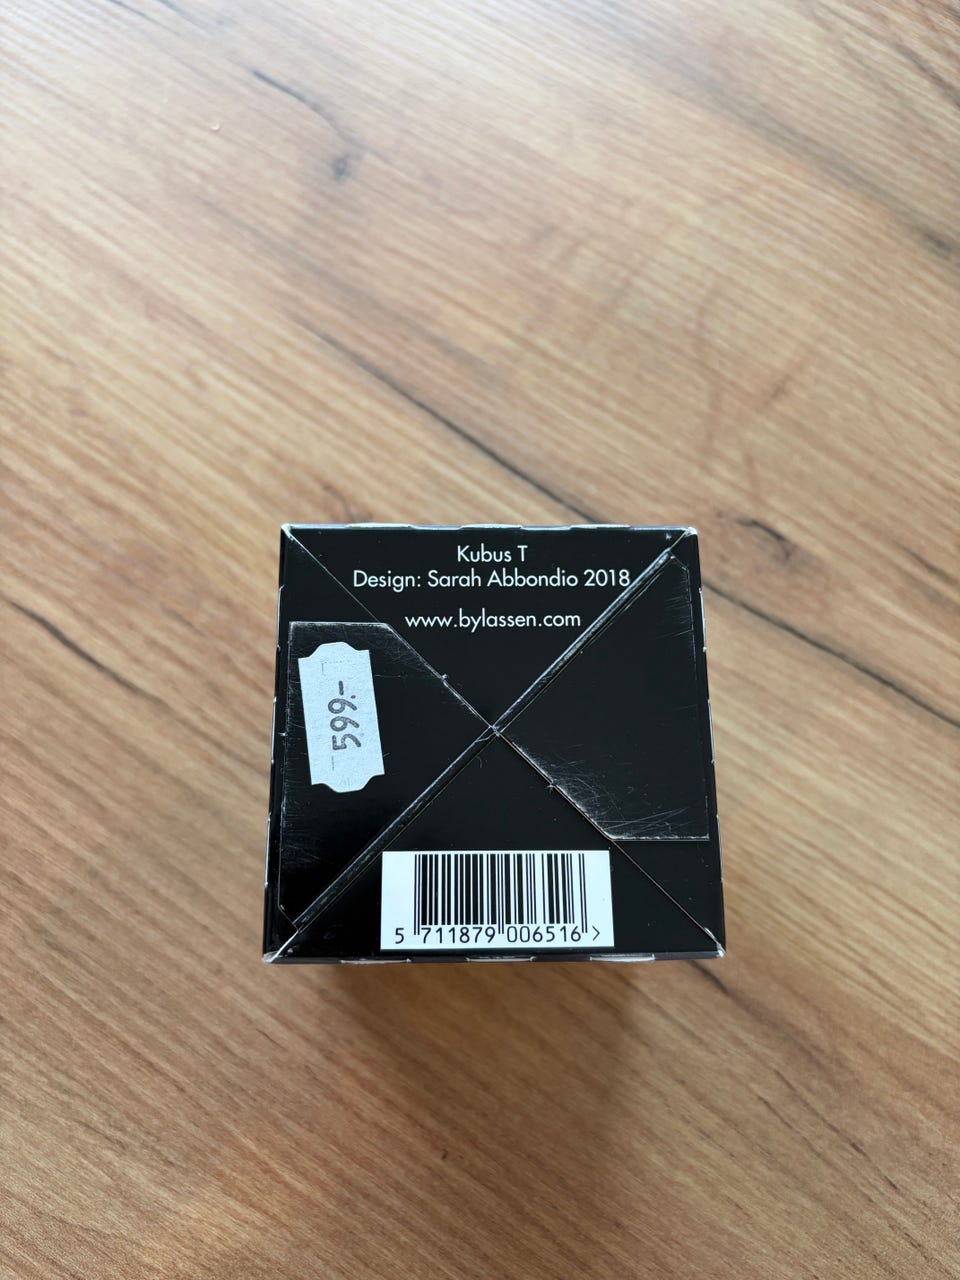 Kubus T
Design: Sarah Abbondio 2018
www.bylassen.com
599.-
5 711879 006516 >